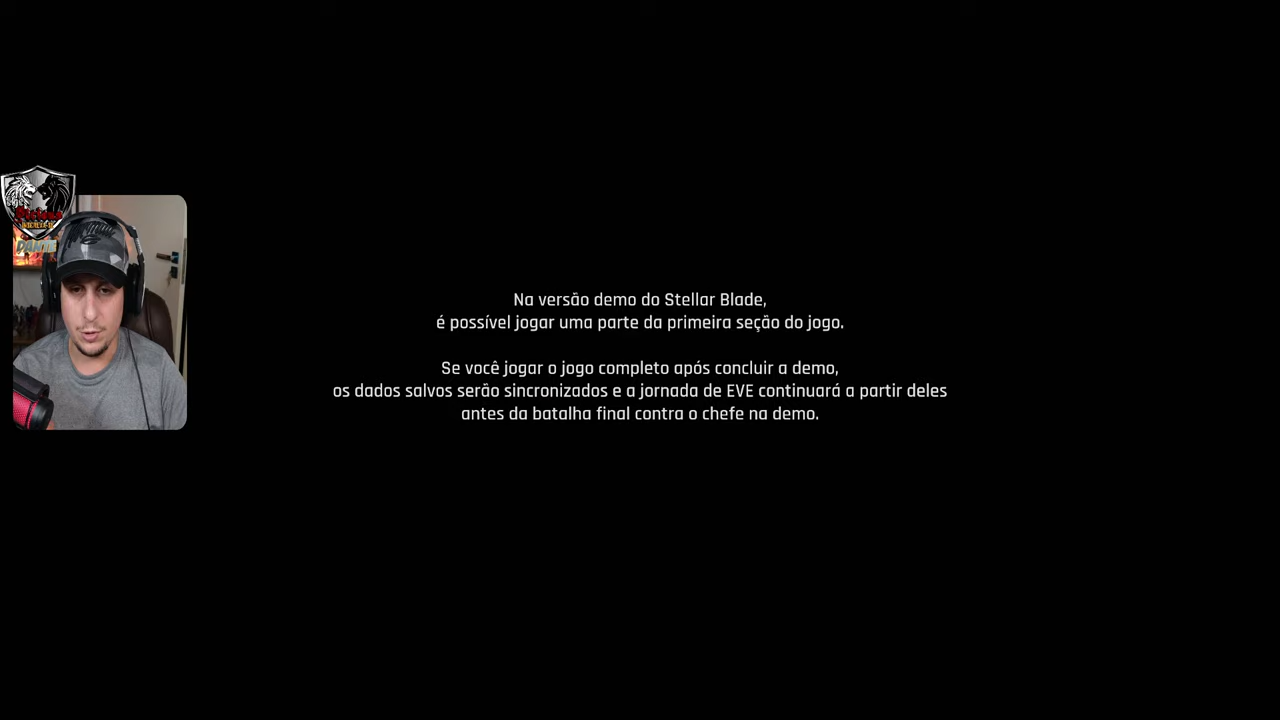 DANTE
Na versão demo do Stellar Blade,
é possível jogar uma parte da primeira seção do jogo.
Se você jogar o jogo completo após concluir a demo,
os dados salvos serão sincronizados e a jornada de EVE continuará a partir deles
antes da batalha final contra o chefe na demo.